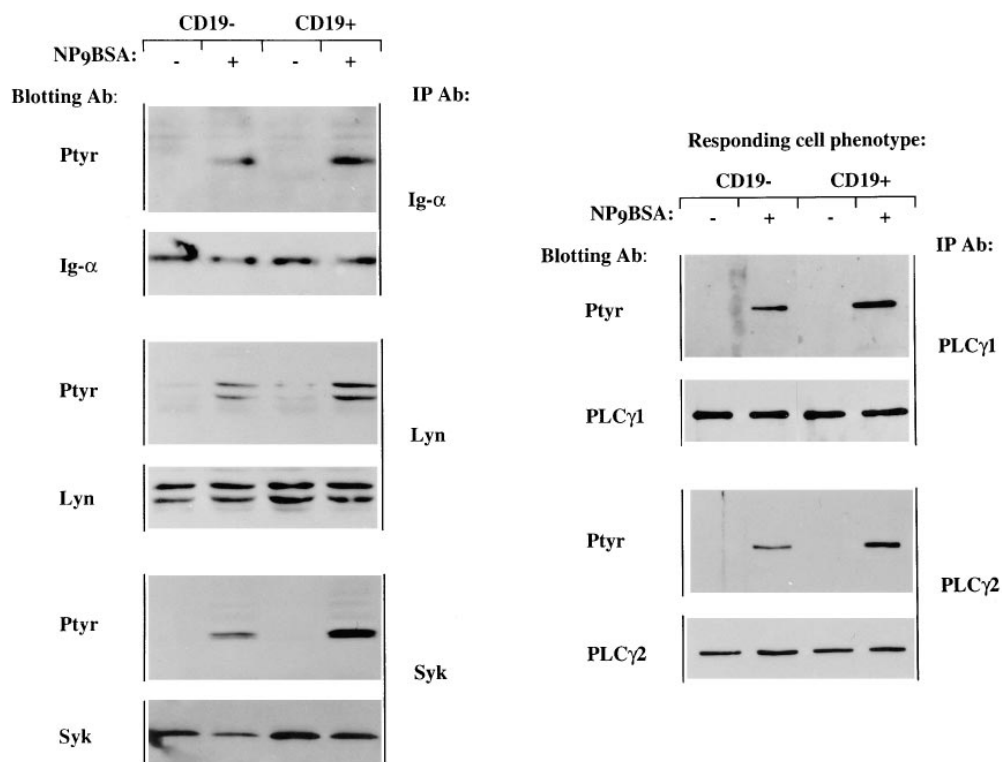 CD19- CD19+
NP9BSA: - + - +
Blotting Ab: IP Ab:
Ptyr
Ig-α
Ig-α
Ptyr
Lyn
Lyn
Ptyr
Syk
Syk
Responding cell phenotype:
CD19- CD19+
NP9BSA: - + - +
Blotting Ab: IP Ab:
Ptyr
PLCγ1
PLCγ1
Ptyr
PLCγ2
PLCγ2